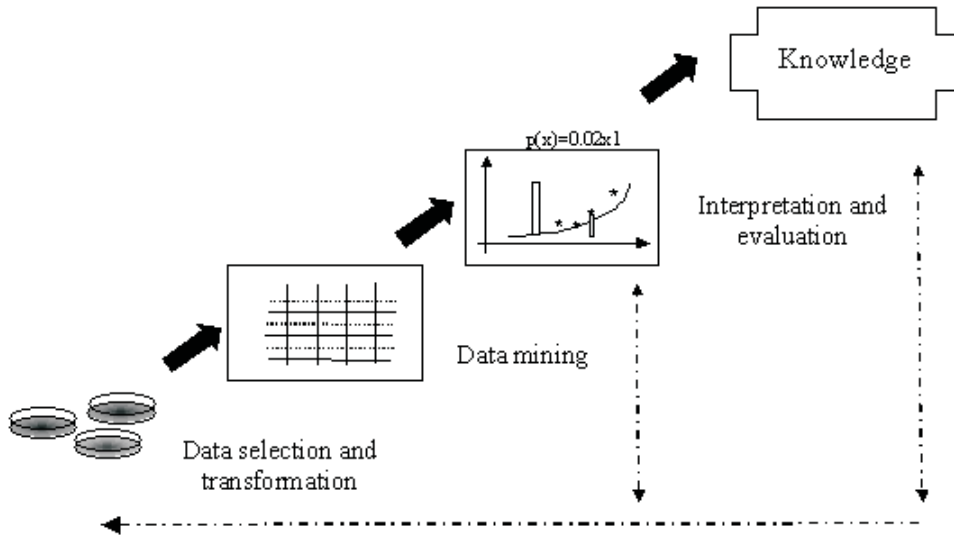 Knowledge
p(x)=0.02x1
Interpretation and
evaluation
Data mining
Data selection and
transformation